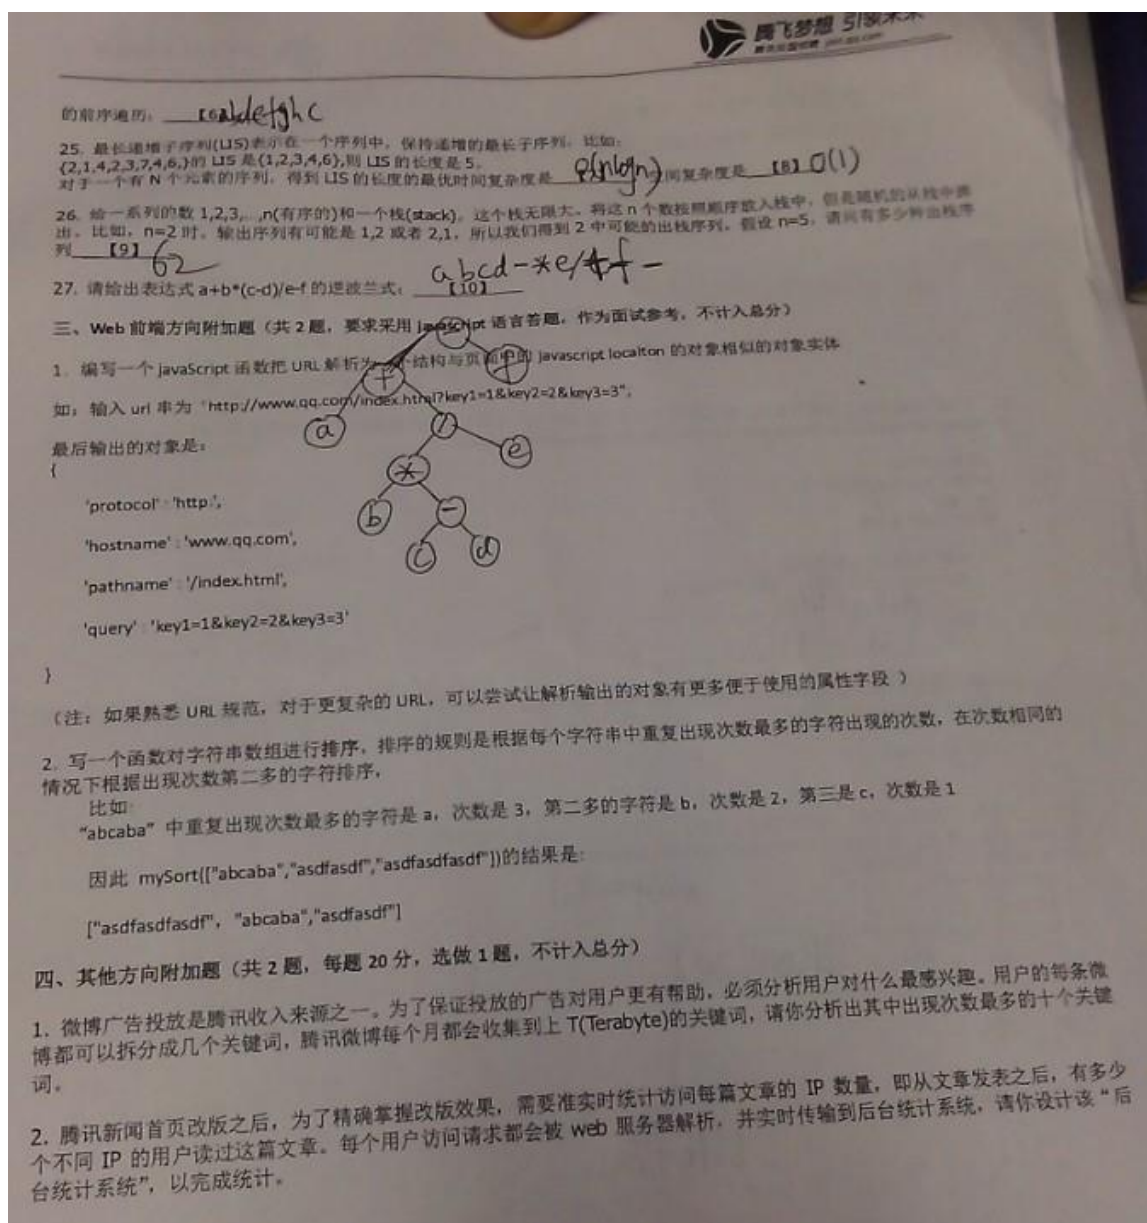 腾飞梦想 引领未来
的前序遍历: 【6】abdefghc
25. 最长递增子序列(LIS)表示在一个序列中,保持递增的最长子序列,比如:
{2,1,4,2,3,7,4,6,}的 LIS 是{1,2,3,4,6},则 LIS 的长度是 5。
对于一个有 N 个元素的序列,得到 LIS 的长度的最优时间复杂度是 O(nlogn) 间复杂度是 【8】O(1)
26. 给一系列的数 1,2,3,...,n(有序的)和一个栈(stack),这个栈无限大。将这 n 个数按照顺序放入栈中,但是随机的从栈中
出。比如,n=2 时,输出序列有可能是 1,2 或者 2,1,所以我们得到 2 中可能的出栈序列。假设 n=5,请问有多少种出栈序
列 【9】62
27. 请给出表达式 a+b*(c-d)/e-f 的逆波兰式: 【10】abcd-*e/+f-
三、Web 前端方向附加题(共 2 题,要求采用 javascript 语言答题,作为面试参考,不计入总分)
1. 编写一个 javaScript 函数把 URL 解析为一个结构与页面中的 javascript locaiton 的对象相似的对象实体
如:输入 url 串为 "http://www.qq.com/index.html?key1=1&key2=2&key3=3",
最后输出的对象是:
{
'protocol' : 'http:',
'hostname' : 'www.qq.com',
'pathname' : '/index.html',
'query' : 'key1=1&key2=2&key3=3'
}
- + f
a / e
* b -
c d
(注:如果熟悉 URL 规范,对于更复杂的 URL,可以尝试让解析输出的对象有更多便于使用的属性字段 )
2. 写一个函数对字符串数组进行排序,排序的规则是根据每个字符串中重复出现次数最多的字符出现的次数,在次数相同的
情况下根据出现次数第二多的字符排序,
比如:
"abcaba" 中重复出现次数最多的字符是 a,次数是 3,第二多的字符是 b,次数是 2,第三是 c,次数是 1
因此 mySort(["abcaba","asdfasdf","asdfasdfasdf"])的结果是:
["asdfasdfasdf", "abcaba","asdfasdf"]
四、其他方向附加题(共 2 题,每题 20 分,选做 1 题,不计入总分)
1. 微博广告投放是腾讯收入来源之一。为了保证投放的广告对用户更有帮助,必须分析用户对什么最感兴趣。用户的每条微
博都可以拆分成几个关键词,腾讯微博每个月都会收集到上 T(Terabyte)的关键词,请你分析出其中出现次数最多的十个关键
词。
2. 腾讯新闻首页改版之后,为了精确掌握改版效果,需要准实时统计访问每篇文章的 IP 数量,即从文章发表之后,有多少
个不同 IP 的用户读过这篇文章。每个用户访问请求都会被 web 服务器解析,并实时传输到后台统计系统,请你设计该 " 后
台统计系统",以完成统计。